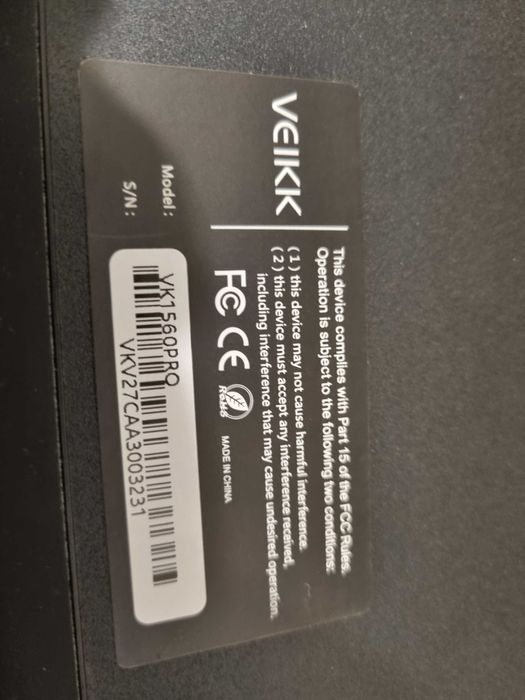 VEIKK
This device complies with Part 15 of the FCC Rules.
Operation is subject to the following two conditions:
(1) this device may not cause harmful interference.
(2) this device must accept any interference received,
including interference that may cause undesired operation.
FC CE RoHS MADE IN CHINA
Model: VK1560PRO
S/N: VKV27CAA3003231